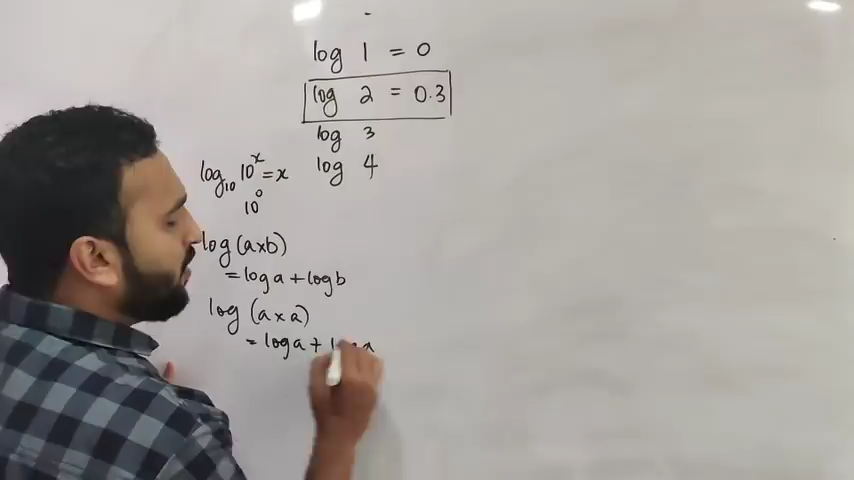 log 1 = 0
log 2 = 0.3
log 3
log 4
log₁₀ 10ˣ = x
10⁰
log (a×b)
= log a + log b
log (a × a)
= log a + log a